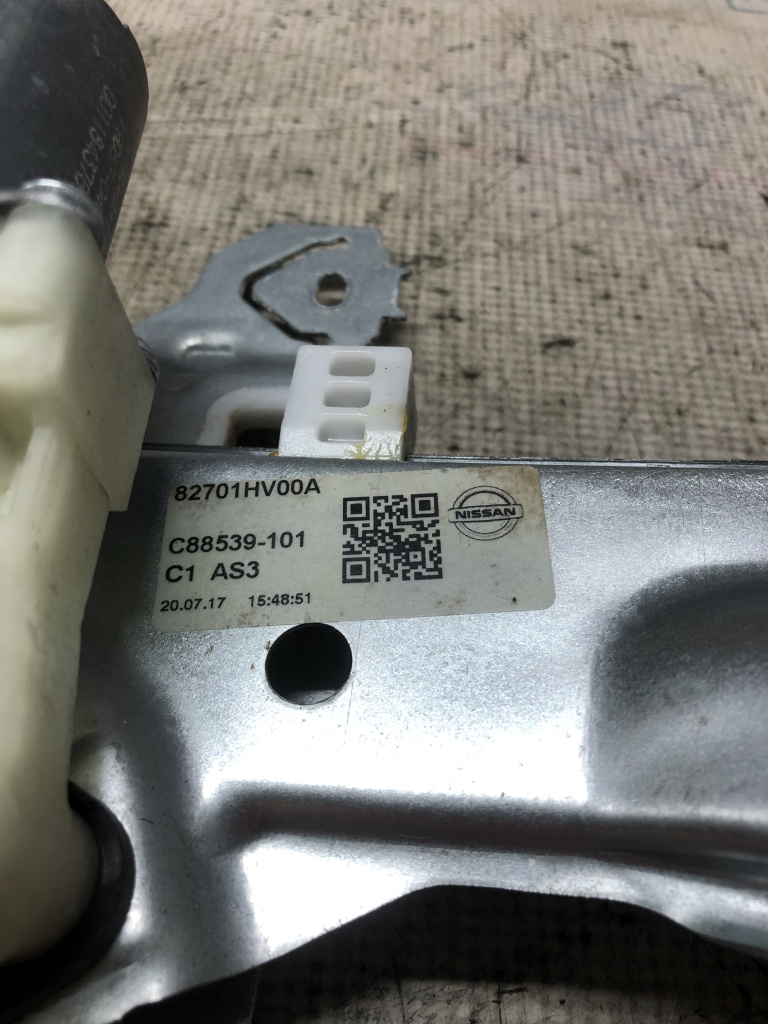 82701HV00A
NISSAN
C88539-101
C1 AS3
20.07.17 15:48:51